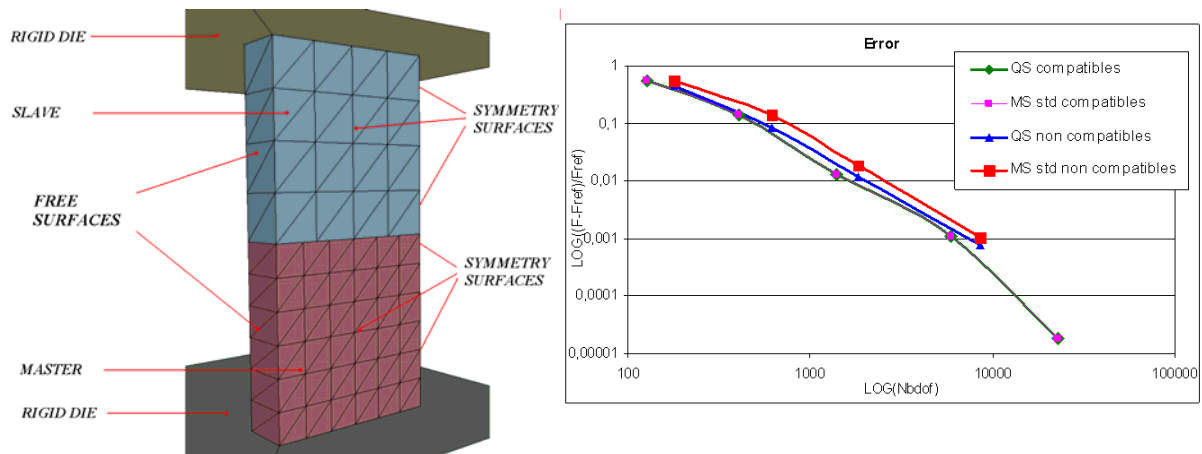 RIGID DIE
SLAVE
FREE
SURFACES
MASTER
RIGID DIE
SYMMETRY
SURFACES
SYMMETRY
SURFACES
Error
LOG((F-Fref)/Fref)
1
0,1
0,01
0,001
0,0001
0,00001
100
1000
10000
100000
LOG(Nbdof)
QS compatibles
MS std compatibles
QS non compatibles
MS std non compatibles